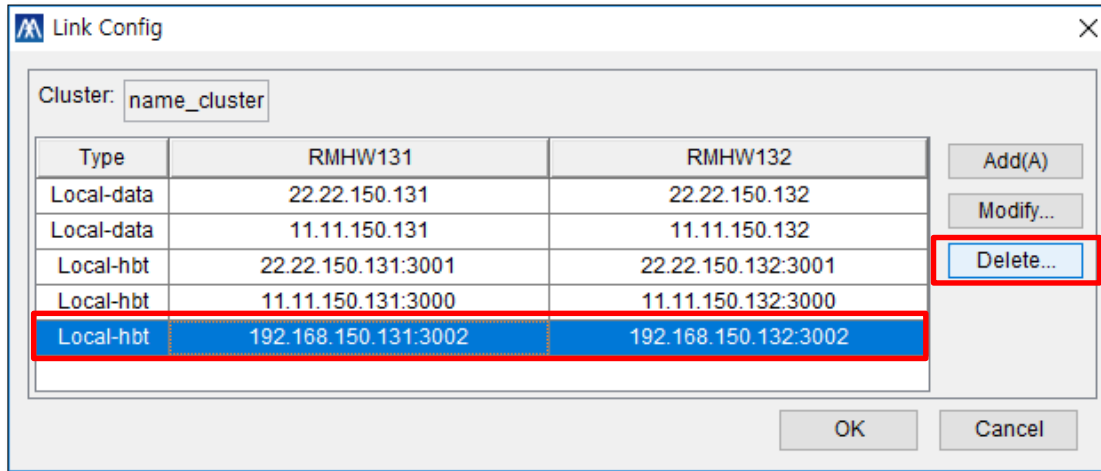 Link Config
Cluster: name_cluster
Type RMHW131 RMHW132
Local-data 22.22.150.131 22.22.150.132
Local-data 11.11.150.131 11.11.150.132
Local-hbt 22.22.150.131:3001 22.22.150.132:3001
Local-hbt 11.11.150.131:3000 11.11.150.132:3000
Local-hbt 192.168.150.131:3002 192.168.150.132:3002
Add(A)
Modify...
Delete...
OK Cancel